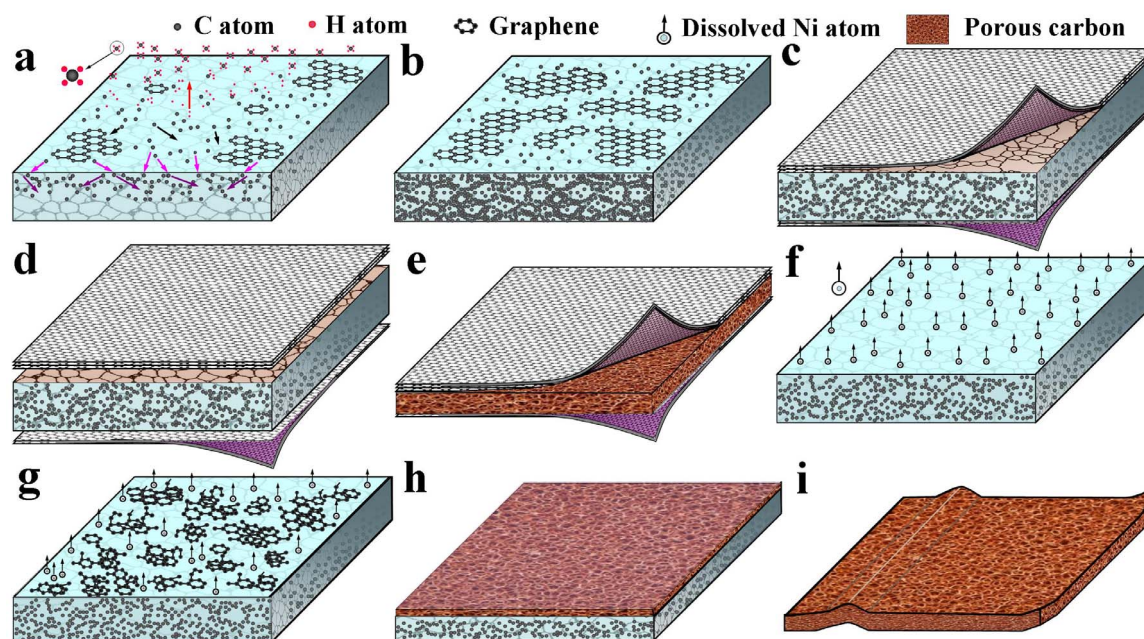 C atom H atom Graphene Dissolved Ni atom Porous carbon
a b c
d e f
g h i